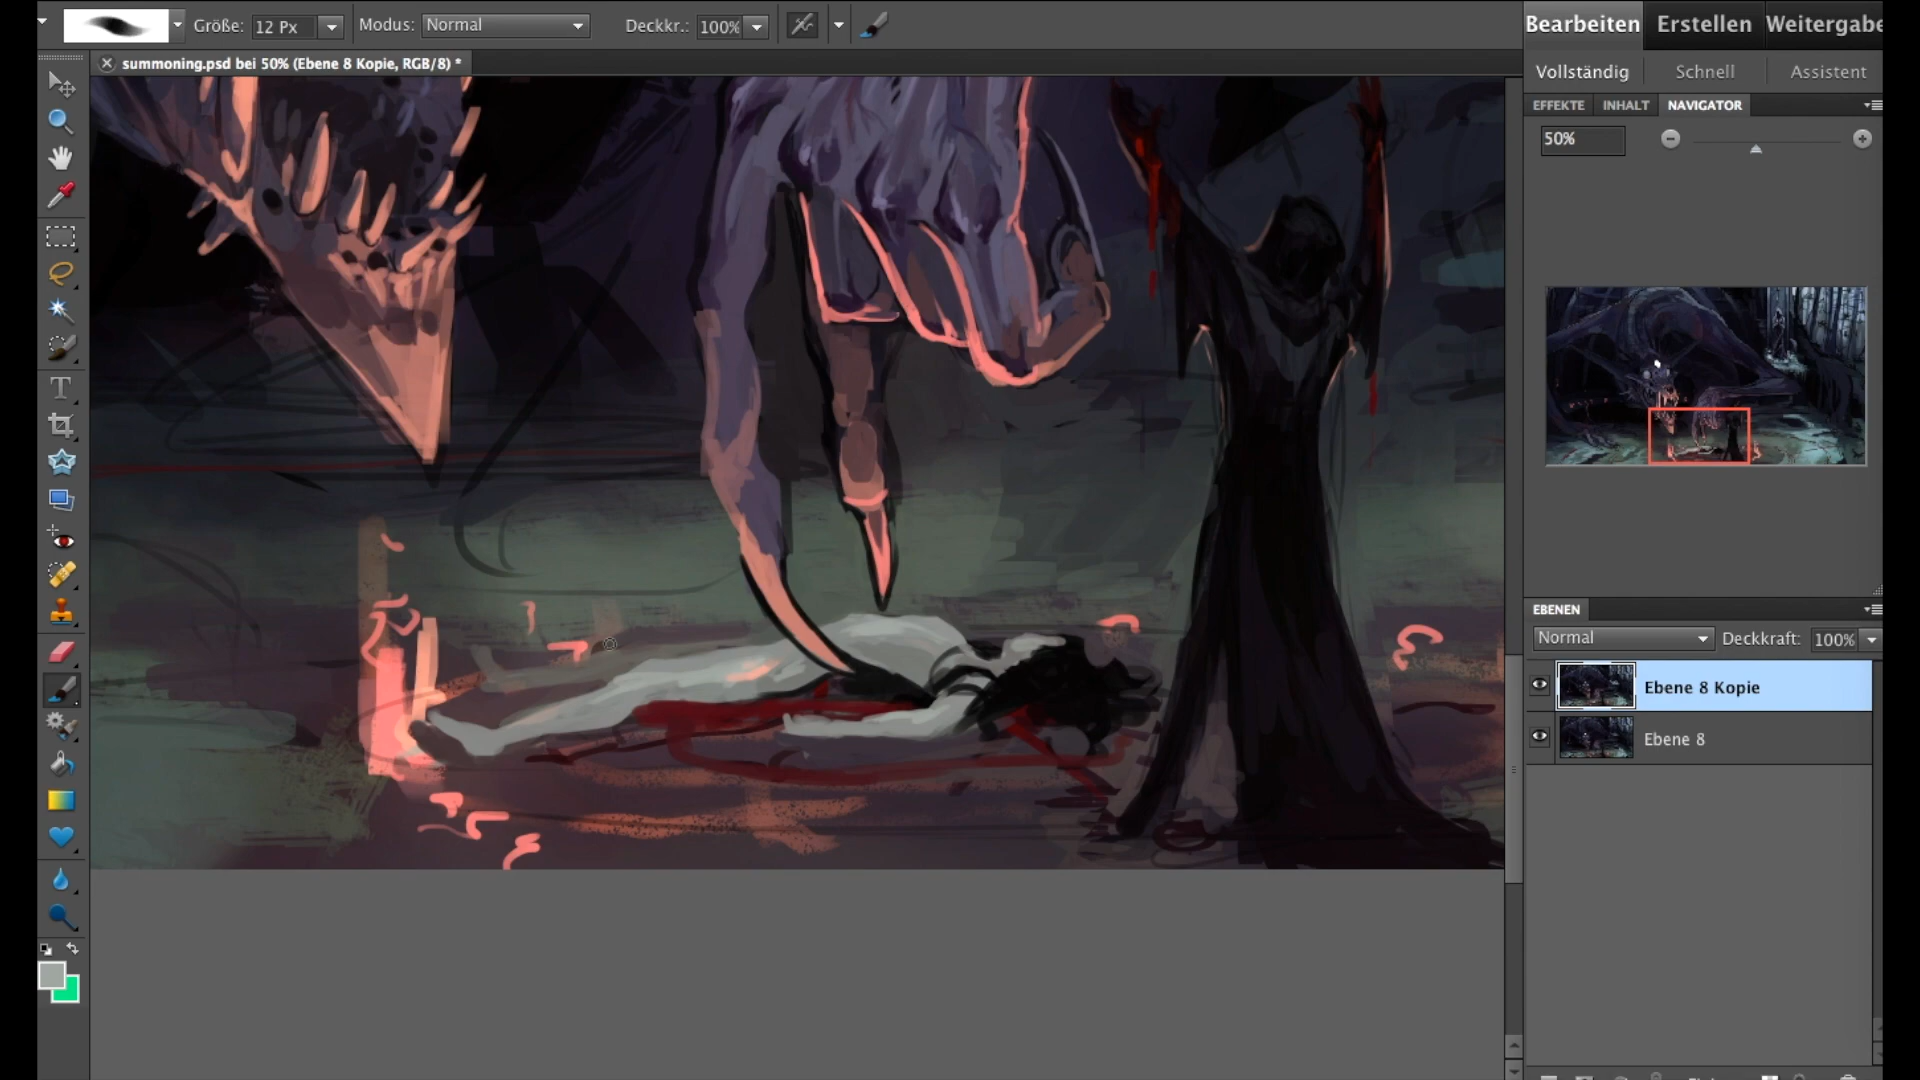 Größe: 12 Px Modus: Normal Deckkr.: 100%
Bearbeiten Erstellen Weitergabe
summoning.psd bei 50% (Ebene 8 Kopie, RGB/8) *
Vollständig Schnell Assistent
EFFEKTE INHALT NAVIGATOR
50%
T
EBENEN
Normal Deckkraft: 100%
Ebene 8 Kopie
Ebene 8